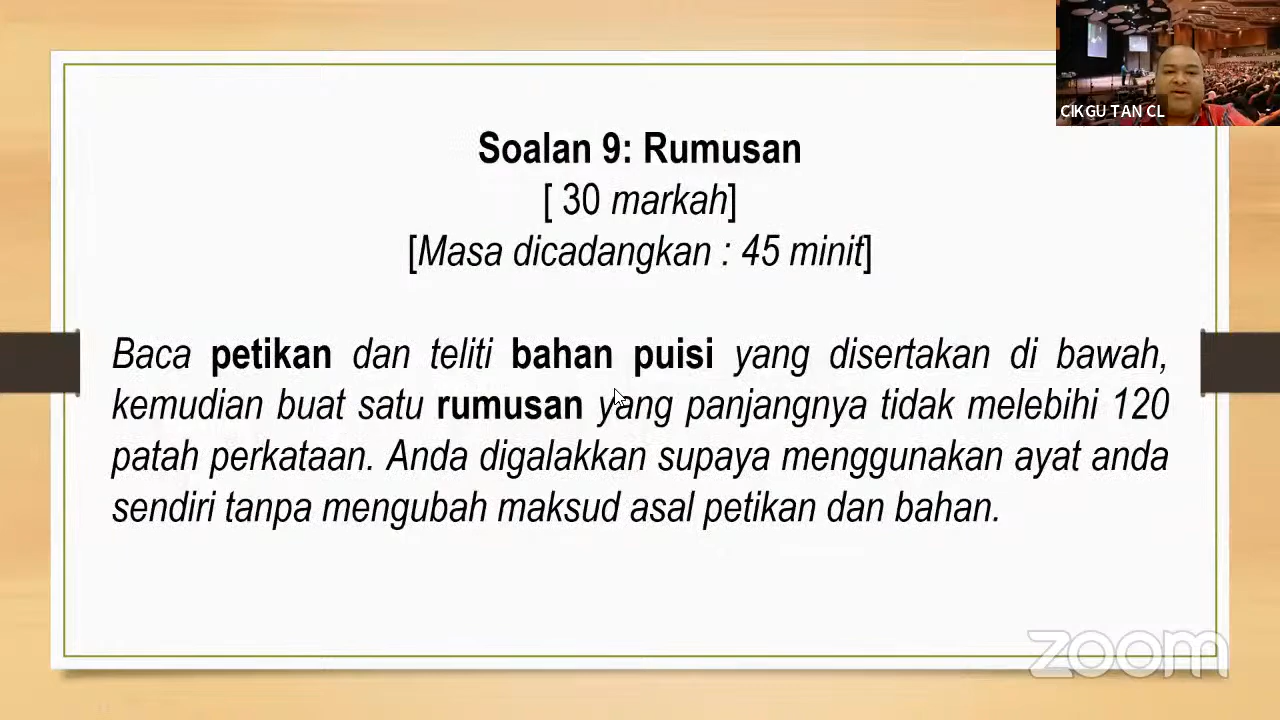 CIKGU TAN CL
Soalan 9: Rumusan
[ 30 markah]
[Masa dicadangkan : 45 minit]
Baca petikan dan teliti bahan puisi yang disertakan di bawah,
kemudian buat satu rumusan yang panjangnya tidak melebihi 120
patah perkataan. Anda digalakkan supaya menggunakan ayat anda
sendiri tanpa mengubah maksud asal petikan dan bahan.
zoom